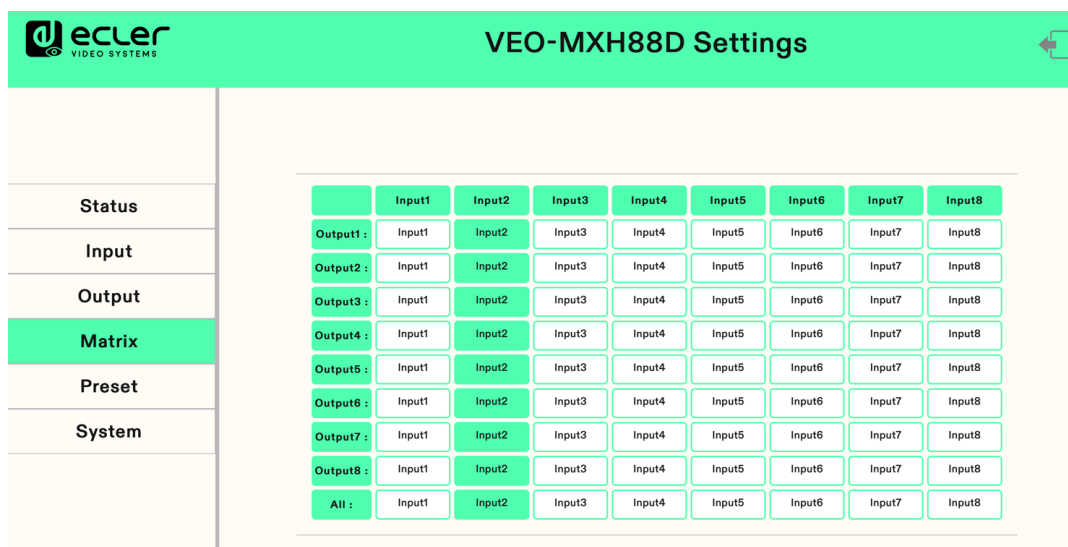 ecler
VIDEO SYSTEMS
VEO-MXH88D Settings
Status
Input
Output
Matrix
Preset
System
Input1 Input2 Input3 Input4 Input5 Input6 Input7 Input8
Output1 : Input1 Input2 Input3 Input4 Input5 Input6 Input7 Input8
Output2 : Input1 Input2 Input3 Input4 Input5 Input6 Input7 Input8
Output3 : Input1 Input2 Input3 Input4 Input5 Input6 Input7 Input8
Output4 : Input1 Input2 Input3 Input4 Input5 Input6 Input7 Input8
Output5 : Input1 Input2 Input3 Input4 Input5 Input6 Input7 Input8
Output6 : Input1 Input2 Input3 Input4 Input5 Input6 Input7 Input8
Output7 : Input1 Input2 Input3 Input4 Input5 Input6 Input7 Input8
Output8 : Input1 Input2 Input3 Input4 Input5 Input6 Input7 Input8
All : Input1 Input2 Input3 Input4 Input5 Input6 Input7 Input8